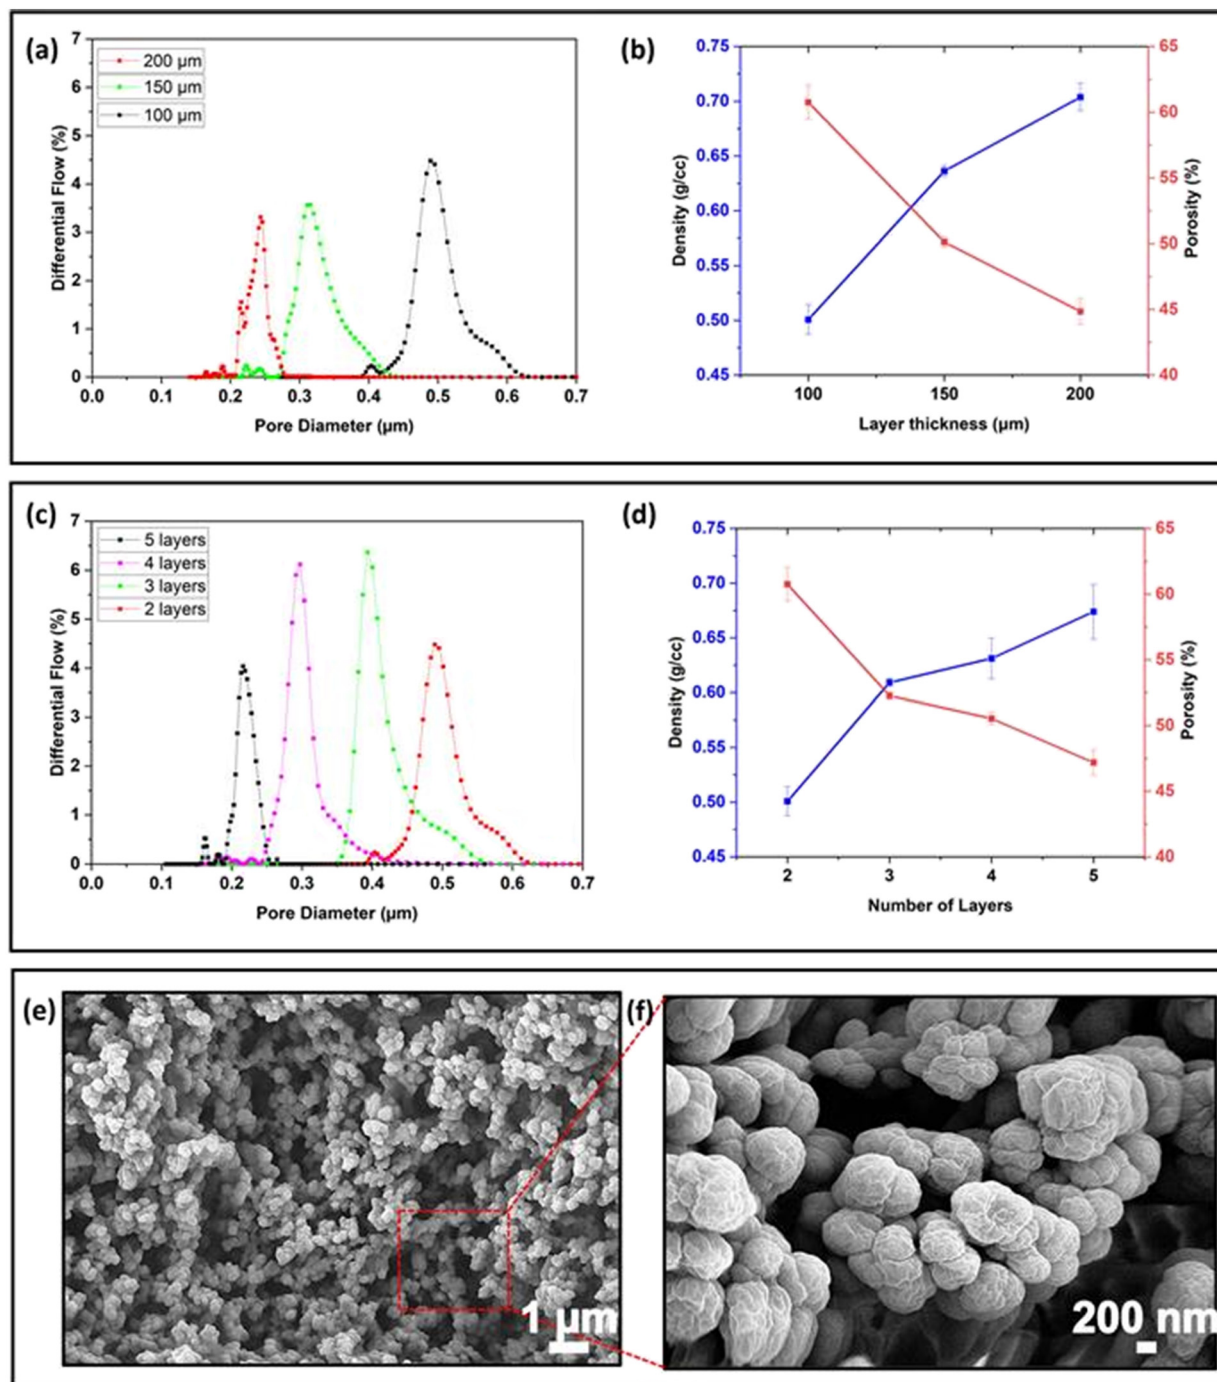 (a)
7
6
5
4
3
2
1
0
Differential Flow (%)
200 µm
150 µm
100 µm
0.0 0.1 0.2 0.3 0.4 0.5 0.6 0.7
Pore Diameter (µm)
(b)
0.75
0.70
0.65
0.60
0.55
0.50
0.45
Density (g/cc)
65
60
55
50
45
40
Porosity (%)
100 150 200
Layer thickness (µm)
(c)
7
6
5
4
3
2
1
0
Differential Flow (%)
5 layers
4 layers
3 layers
2 layers
0.0 0.1 0.2 0.3 0.4 0.5 0.6 0.7
Pore Diameter (µm)
(d)
0.75
0.70
0.65
0.60
0.55
0.50
0.45
Density (g/cc)
65
60
55
50
45
40
Porosity (%)
2 3 4 5
Number of Layers
(e)
1 µm
(f)
200 nm